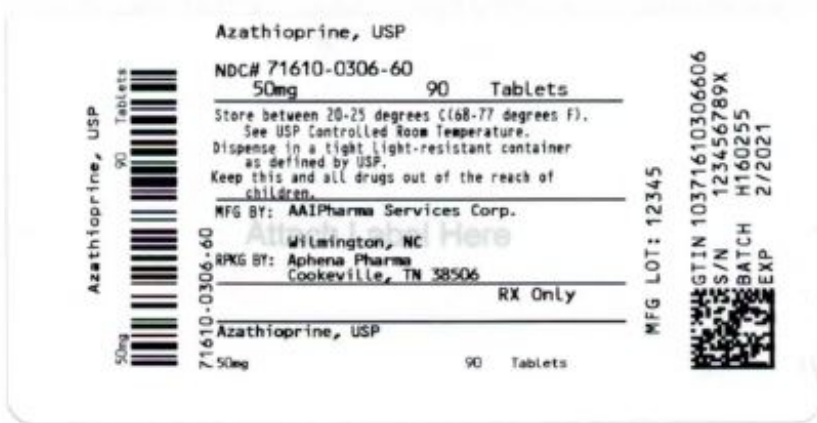 Azathioprine, USP
NDC# 71610-0306-60
50mg 90 Tablets
Store between 20-25 degrees C(68-77 degrees F).
See USP Controlled Room Temperature.
Dispense in a tight light-resistant container
as defined by USP.
Keep this and all drugs out of the reach of
children.
MFG BY: AAIPharma Services Corp.
Attach Label Here
Wilmington, NC
RPKG BY: Aphena Pharma
Cookeville, TN 38506
RX Only
Azathioprine, USP
50mg 90 Tablets
Azathioprine, USP
50mg 90 Tablets
71610-0306-60
MFG LOT: 12345
GTIN 10371610306606
S/N 123456789X
BATCH H160255
EXP 2/2021